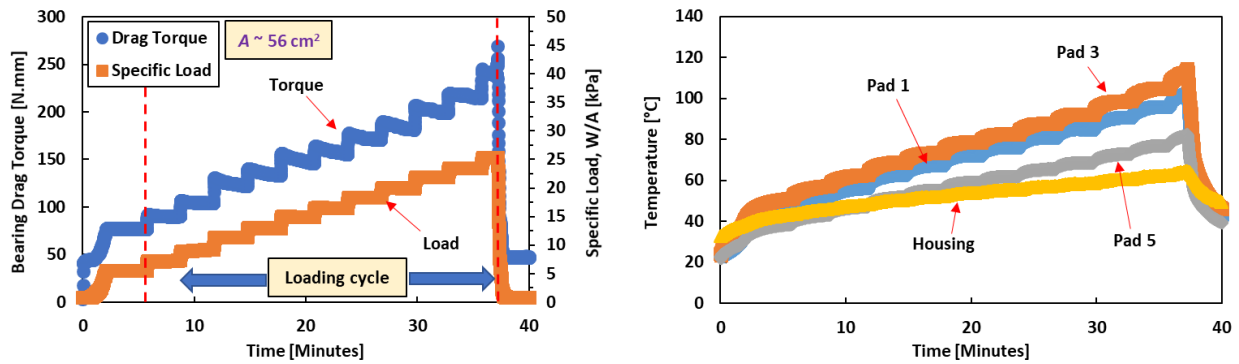 300
250
200
150
100
50
0
Bearing Drag Torque [N.mm]
Drag Torque
Specific Load
A ~ 56 cm²
Torque
Load
Loading cycle
50
45
40
35
30
25
20
15
10
5
0
Specific Load, W/A [kPa]
0 10 20 30 40
Time [Minutes]
140
120
100
80
60
40
20
0
Temperature [°C]
Pad 3
Pad 1
Housing
Pad 5
0 10 20 30 40
Time [Minutes]